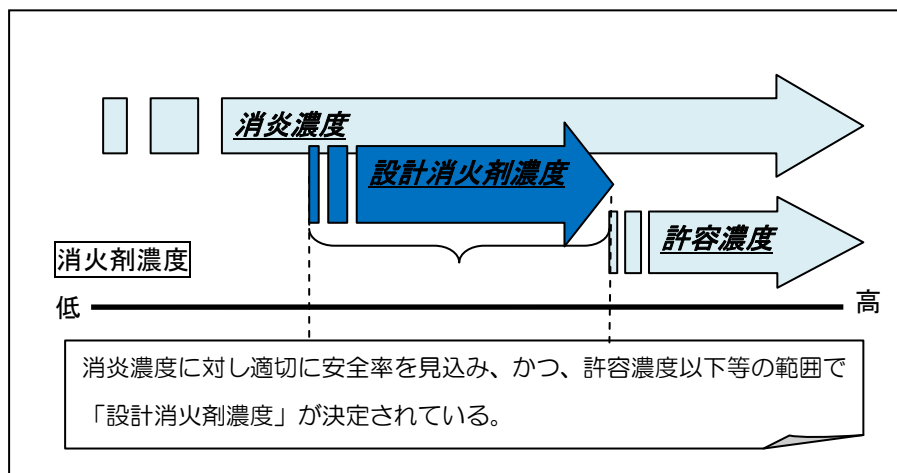 消炎濃度
設計消火剤濃度
許容濃度
消火剤濃度
低
高
消炎濃度に対し適切に安全率を見込み、かつ、許容濃度以下等の範囲で
「設計消火剤濃度」が決定されている。